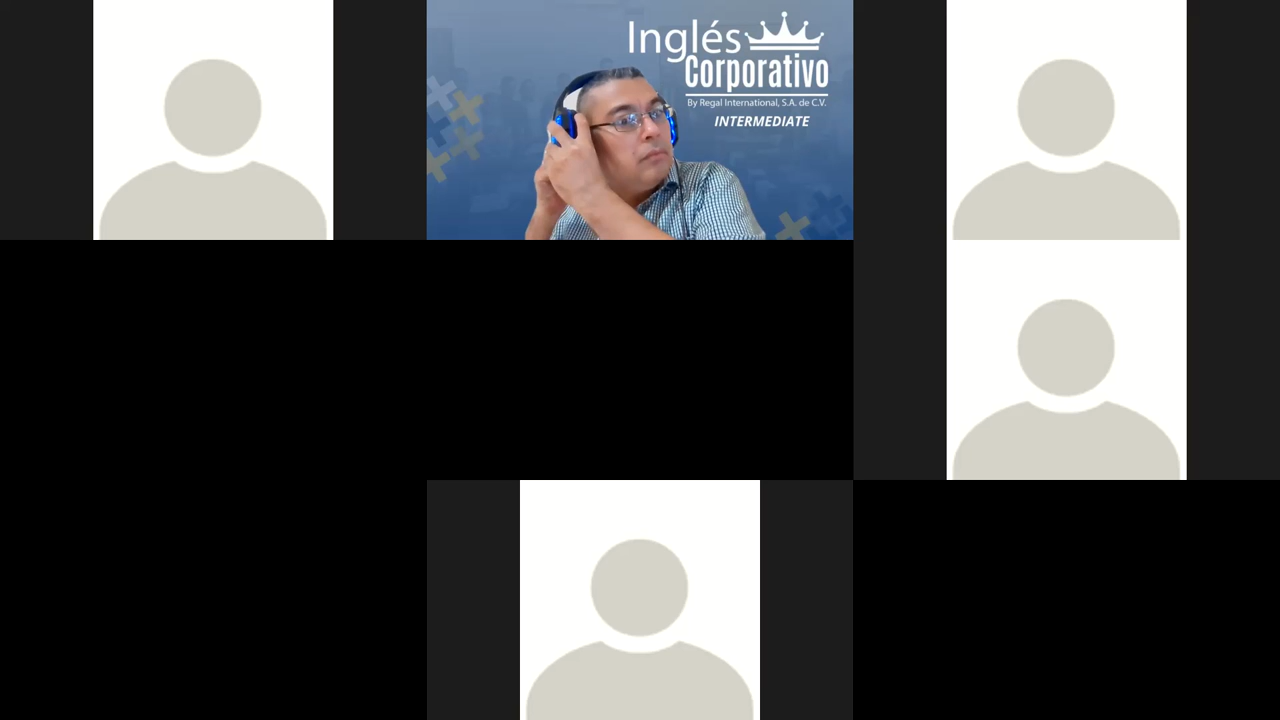 Inglés
Corporativo
By Regal International, S.A. de C.V.
INTERMEDIATE